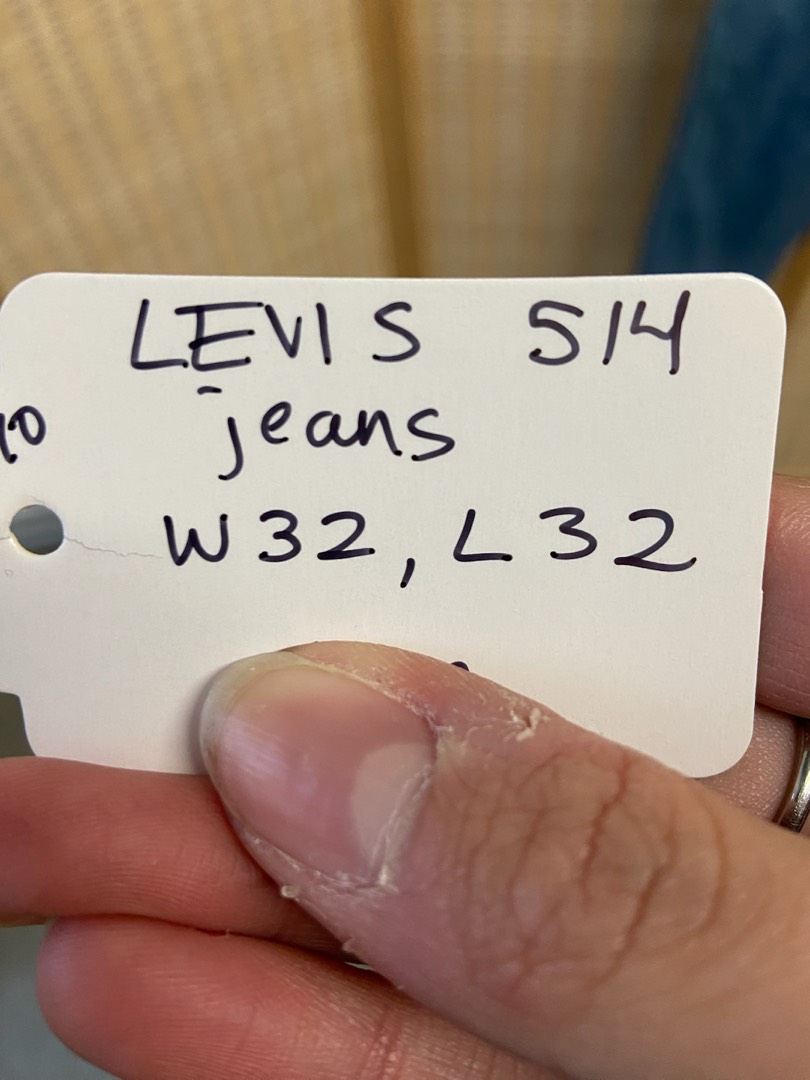 LEVIS 514
jeans
W32, L32